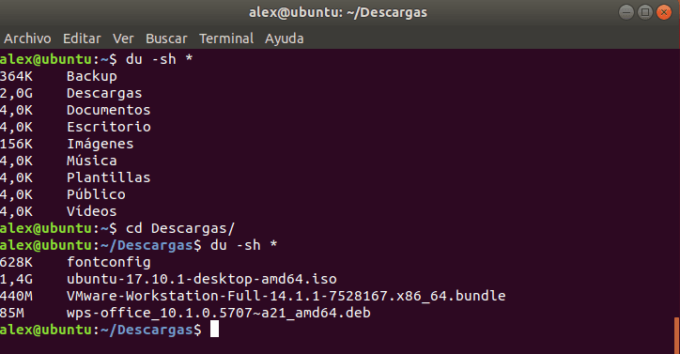 alex@ubuntu: ~/Descargas
Archivo Editar Ver Buscar Terminal Ayuda
alex@ubuntu:~$ du -sh *
364K Backup
2,0G Descargas
4,0K Documentos
4,0K Escritorio
156K Imágenes
4,0K Música
4,0K Plantillas
4,0K Público
4,0K Vídeos
alex@ubuntu:~$ cd Descargas/
alex@ubuntu:~/Descargas$ du -sh *
628K fontconfig
1,4G ubuntu-17.10.1-desktop-amd64.iso
440M VMware-Workstation-Full-14.1.1-7528167.x86_64.bundle
85M wps-office_10.1.0.5707~a21_amd64.deb
alex@ubuntu:~/Descargas$